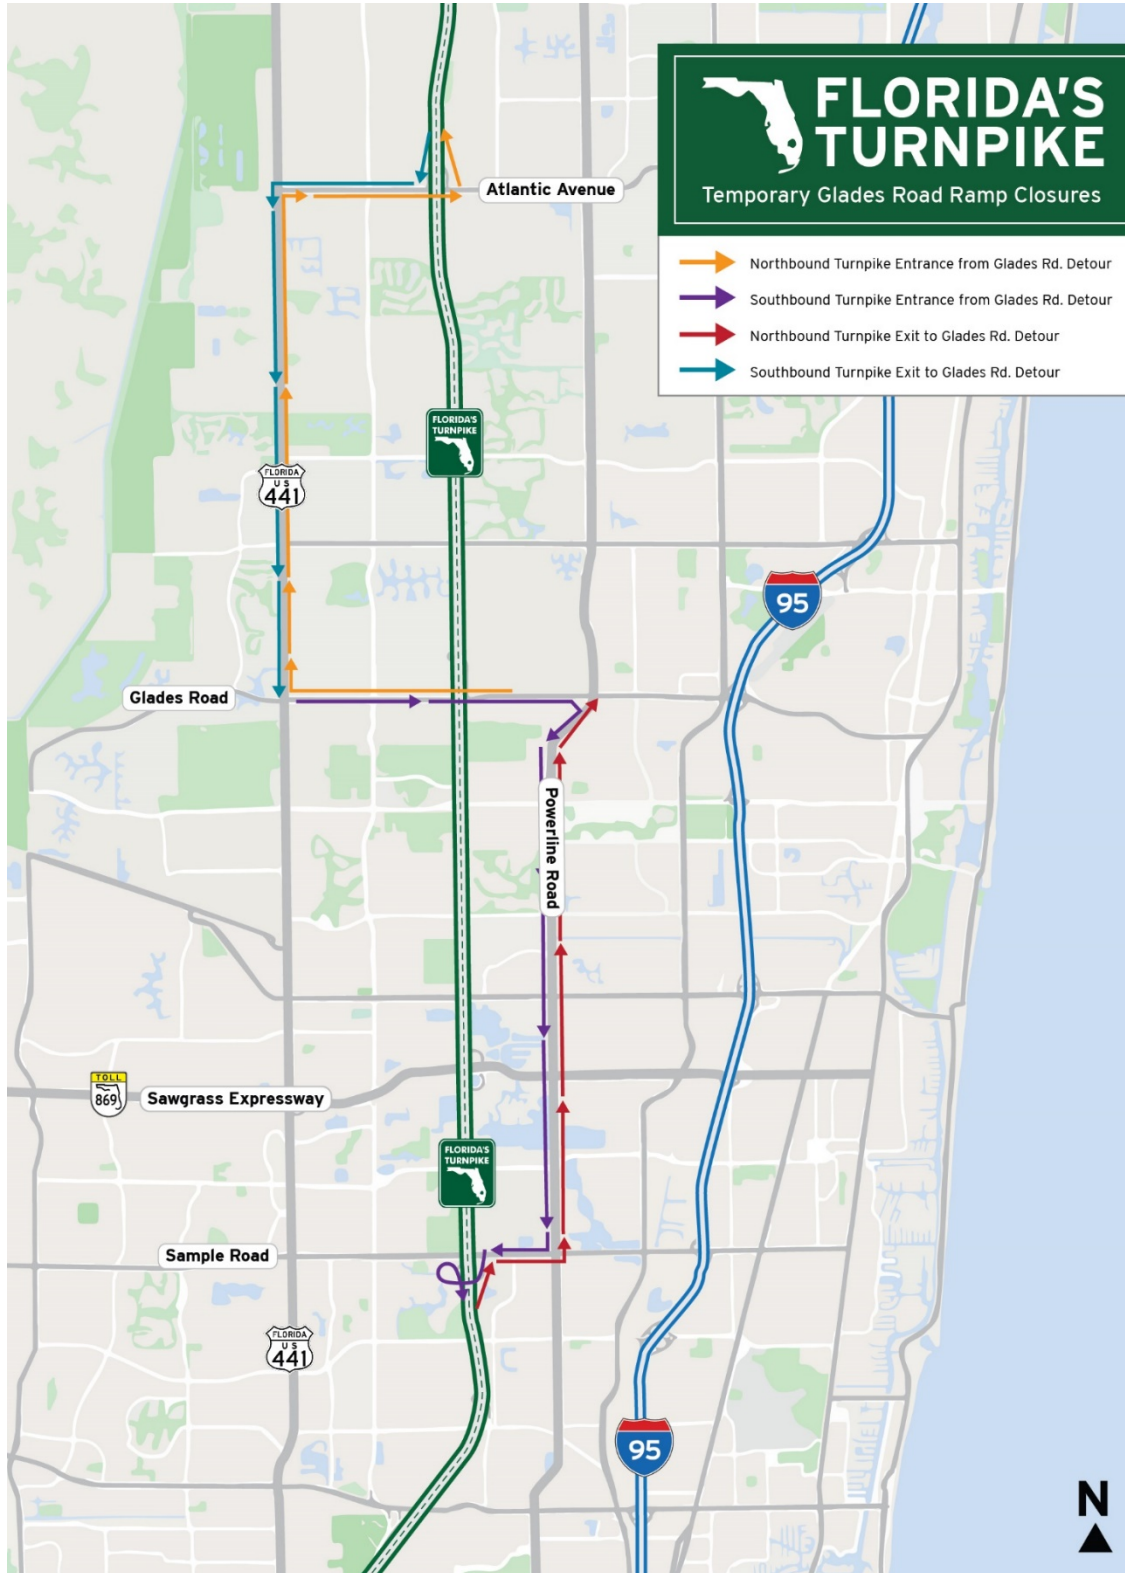 FLORIDA'S
TURNPIKE
Temporary Glades Road Ramp Closures
Northbound Turnpike Entrance from Glades Rd. Detour
Southbound Turnpike Entrance from Glades Rd. Detour
Northbound Turnpike Exit to Glades Rd. Detour
Southbound Turnpike Exit to Glades Rd. Detour
Atlantic Avenue
FLORIDA'S
TURNPIKE
FLORIDA
US
441
95
Glades Road
Powerline Road
TOLL
869
Sawgrass Expressway
FLORIDA'S
TURNPIKE
Sample Road
FLORIDA
US
441
95
N